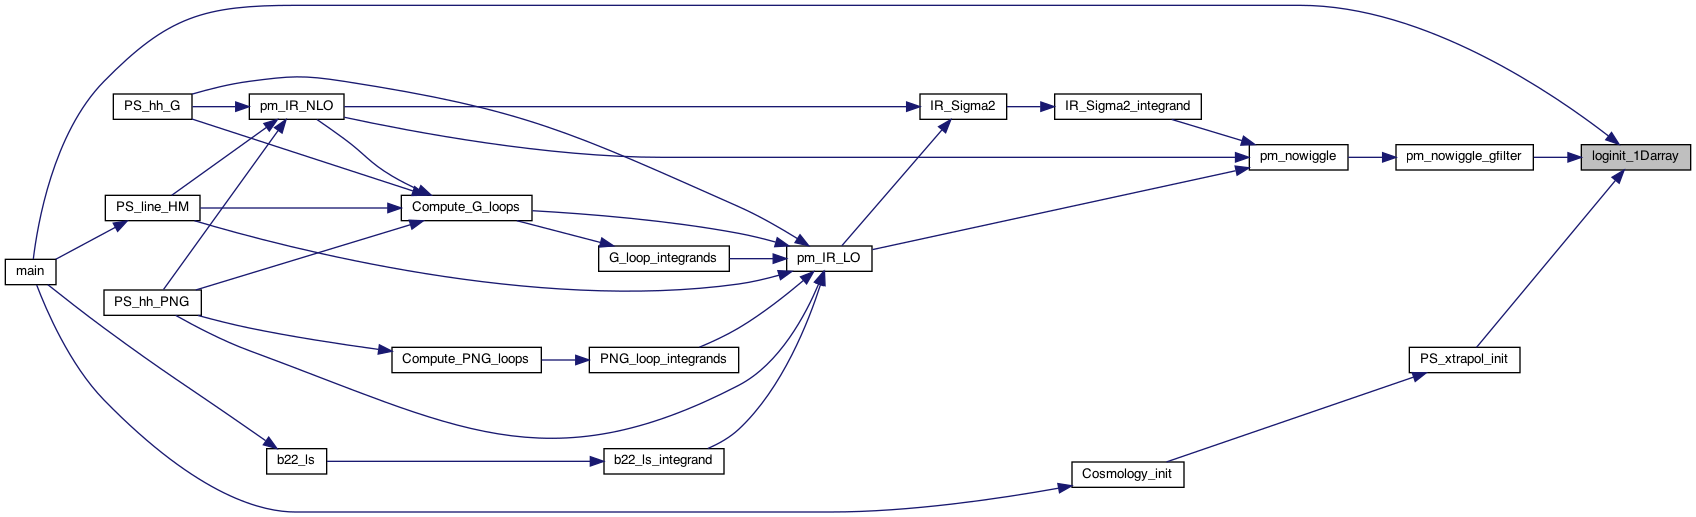 PS_hh_G
pm_IR_NLO
IR_Sigma2
IR_Sigma2_integrand
pm_nowiggle
pm_nowiggle_gfilter
loginit_1Darray
PS_line_HM
Compute_G_loops
G_loop_integrands
pm_IR_LO
main
PS_hh_PNG
Compute_PNG_loops
PNG_loop_integrands
PS_xtrapol_init
b22_ls
b22_ls_integrand
Cosmology_init